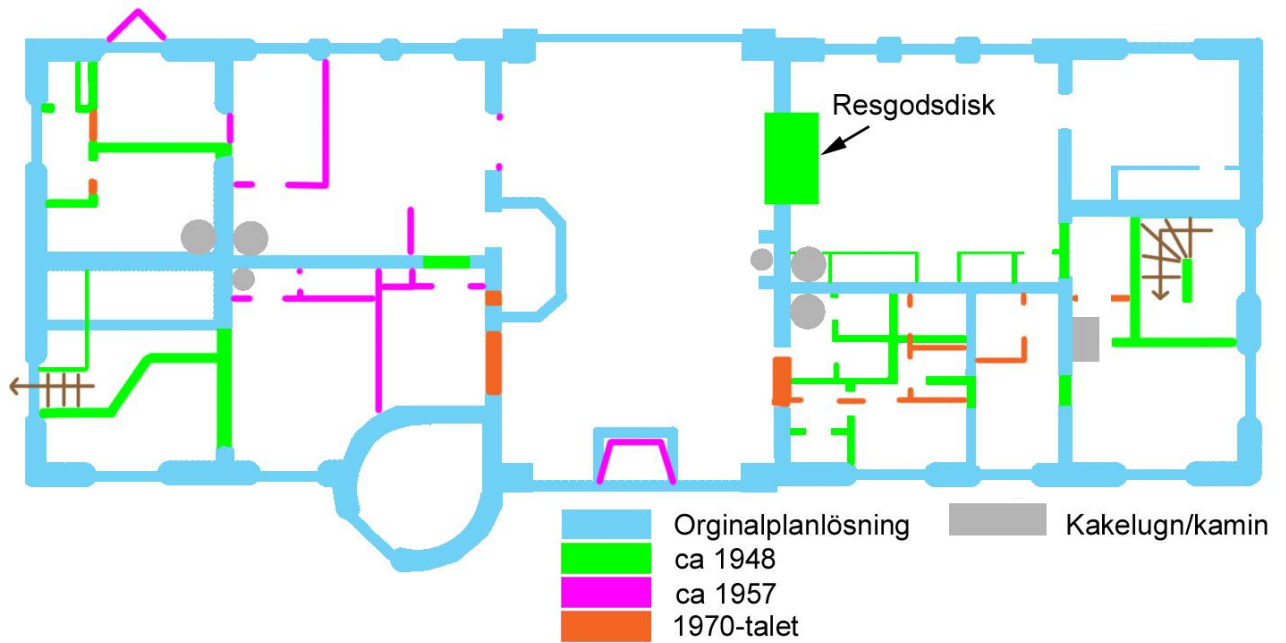 Resgodsdisk
Orginalplanlösning
Kakelugn/kamin
ca 1948
ca 1957
1970-talet